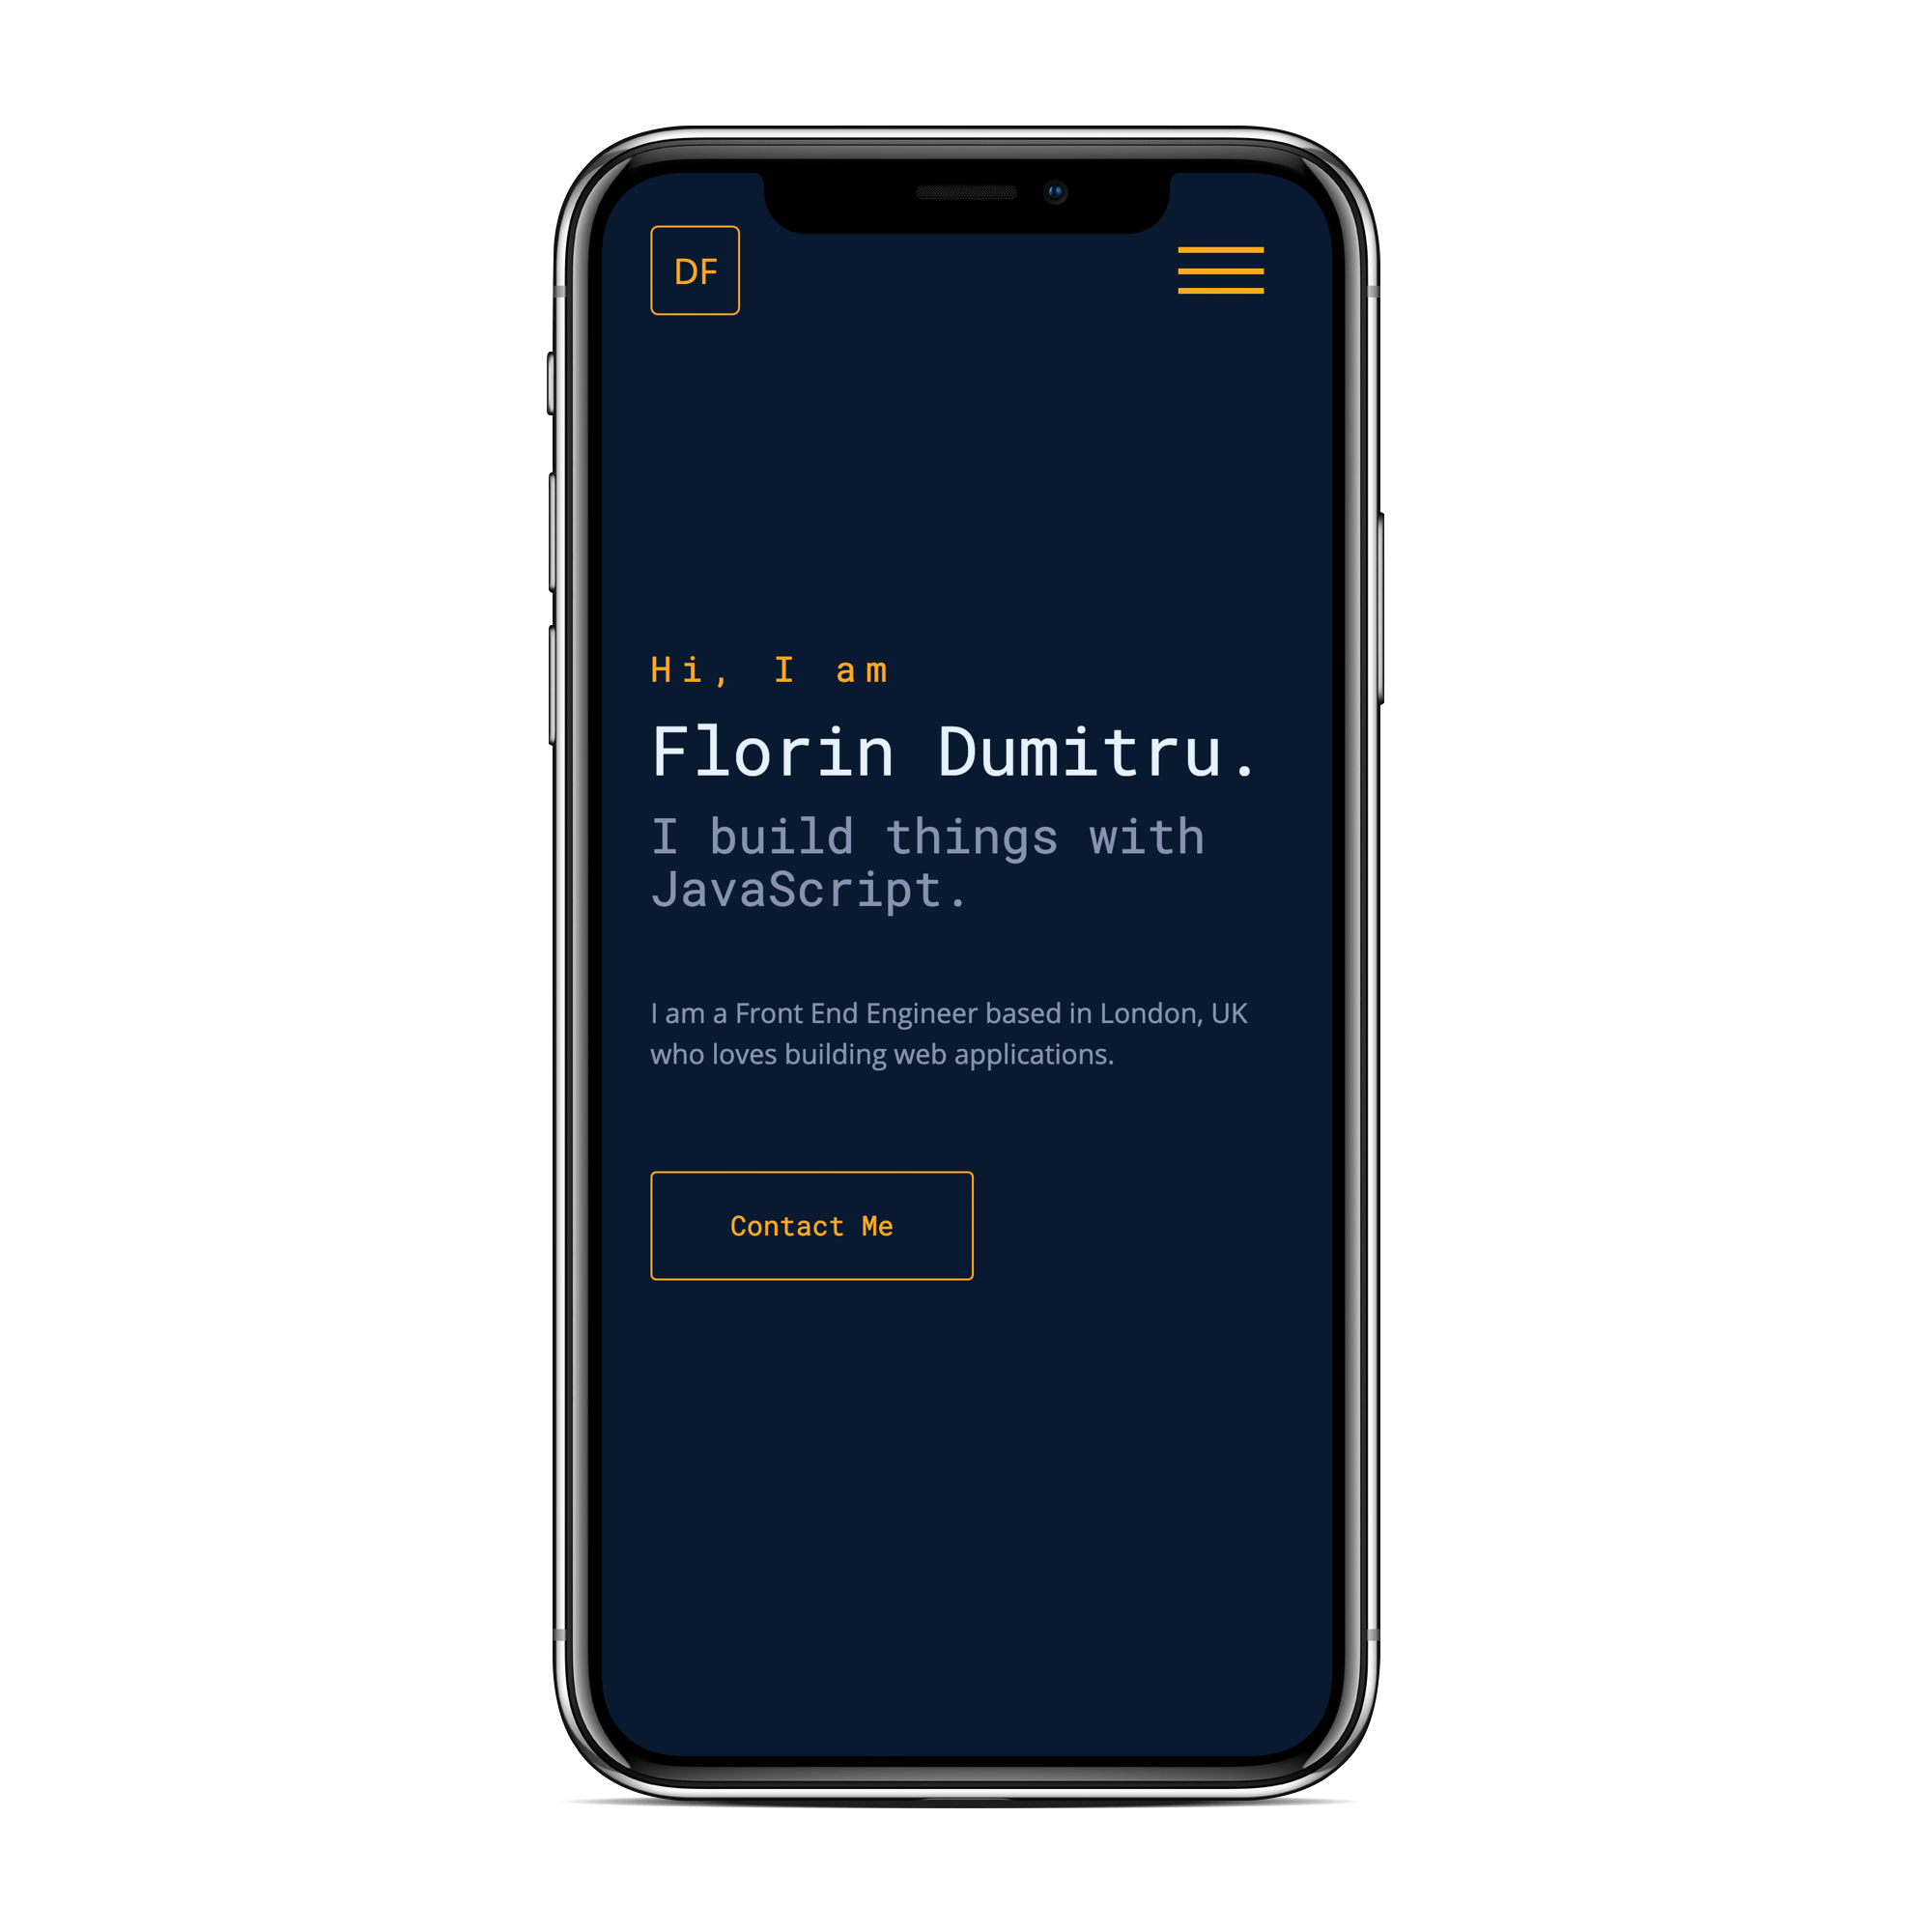 DF
Hi, I am
Florin Dumitru.
I build things with
JavaScript.
I am a Front End Engineer based in London, UK
who loves building web applications.
Contact Me